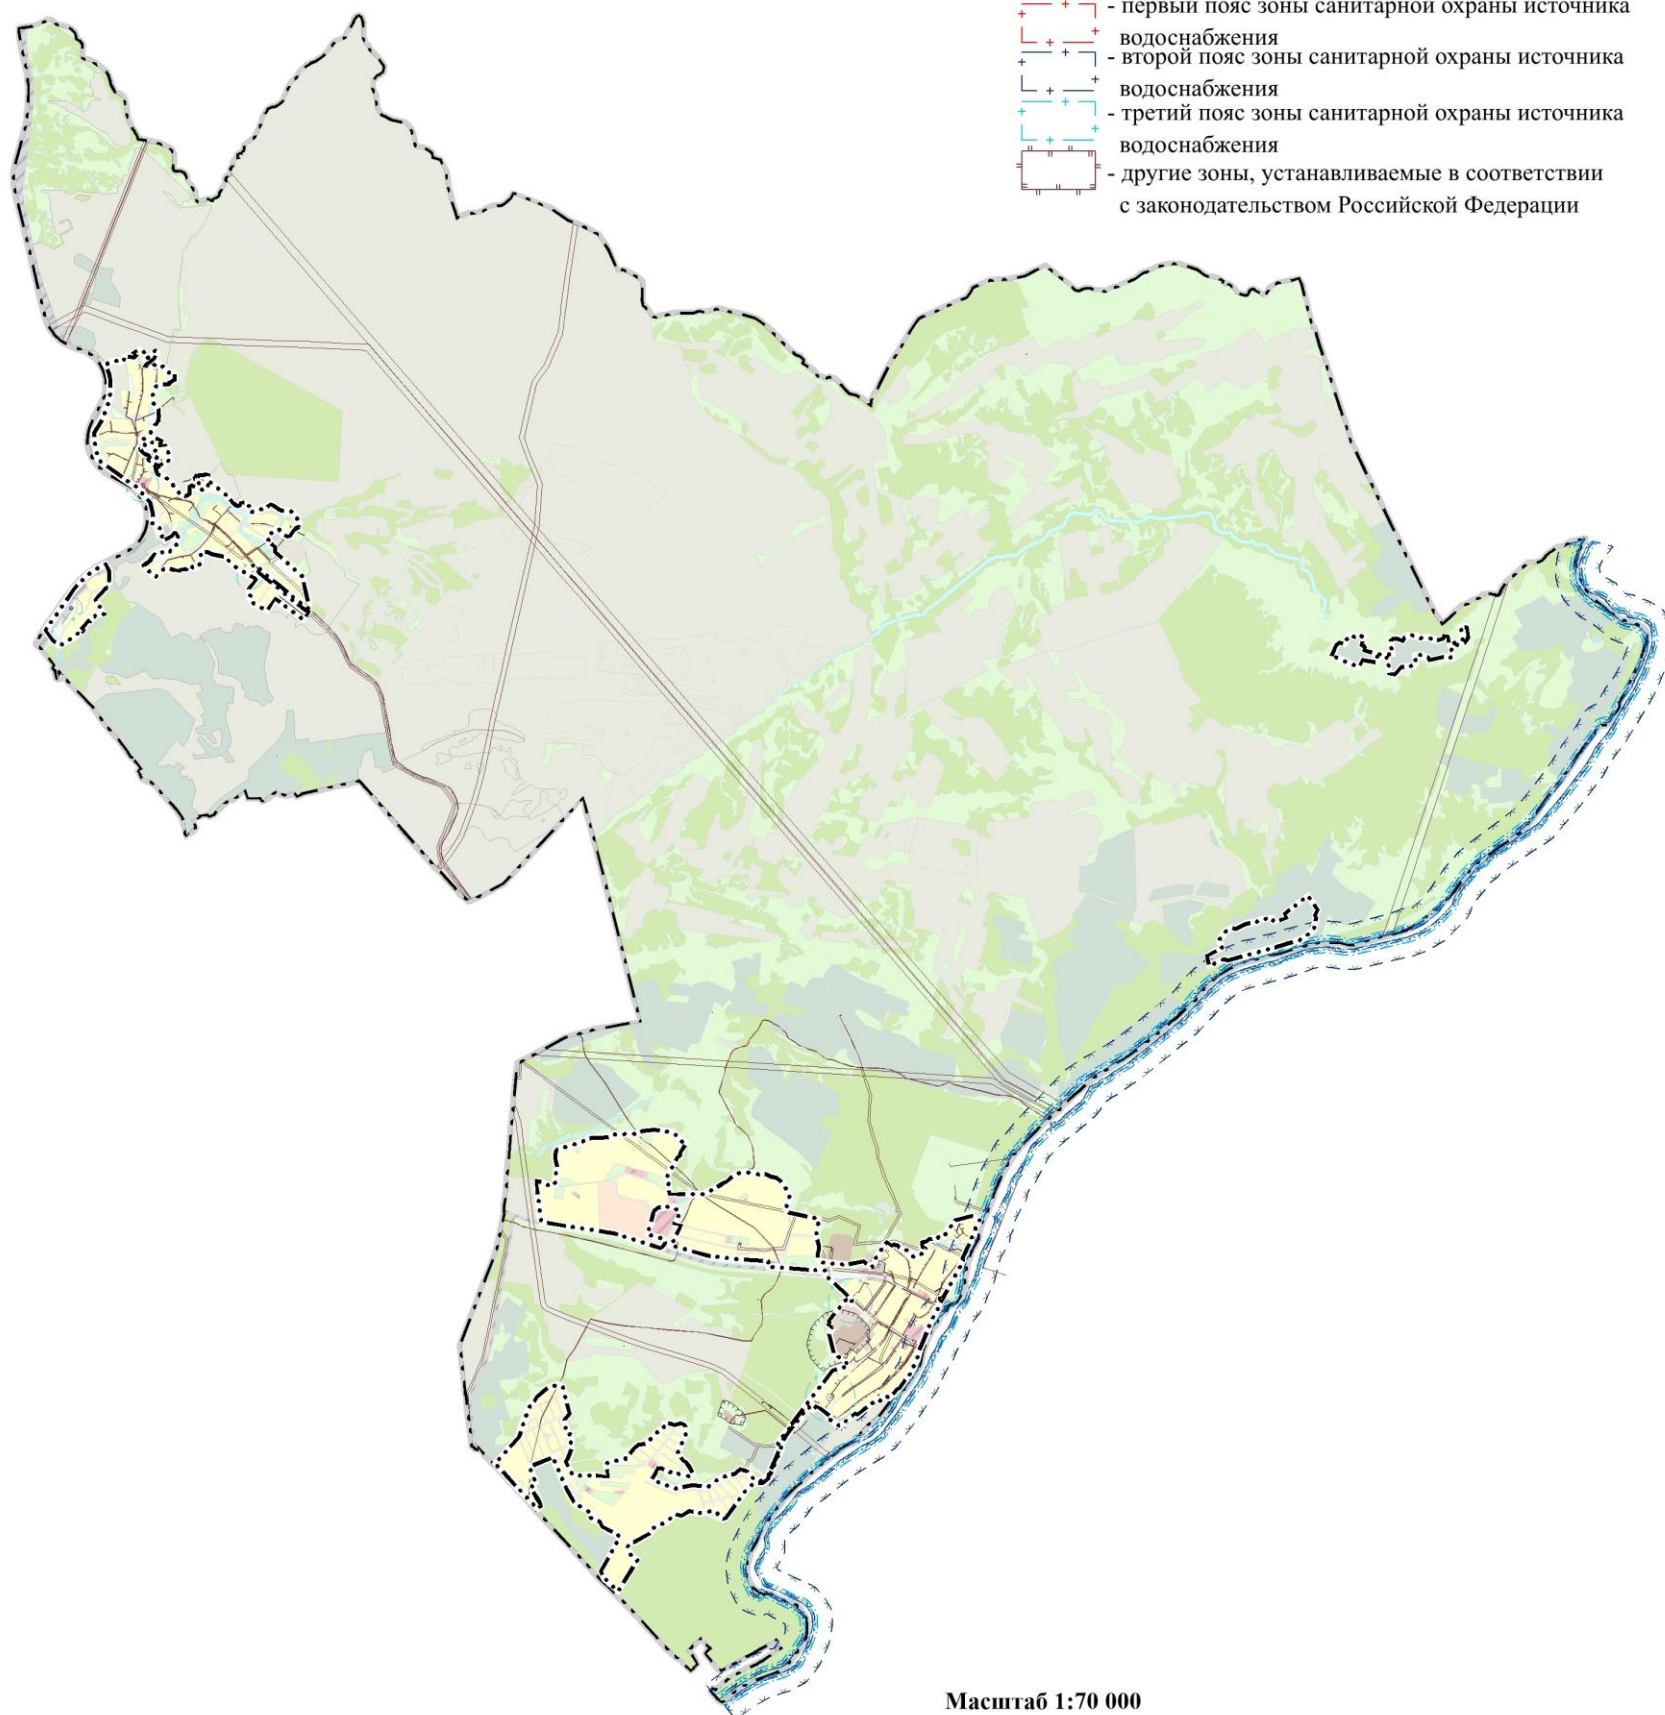 - первый пояс зоны санитарной охраны источника
водоснабжения
- второй пояс зоны санитарной охраны источника
водоснабжения
- третий пояс зоны санитарной охраны источника
водоснабжения
- другие зоны, устанавливаемые в соответствии
с законодательством Российской Федерации
Масштаб 1:70 000